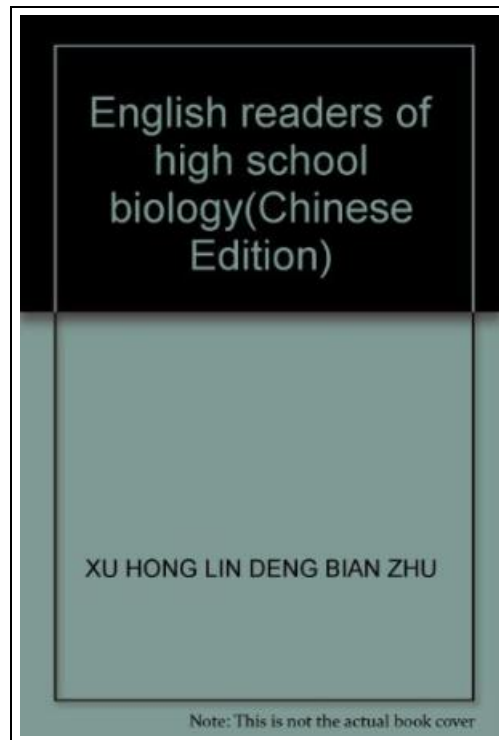 English readers of
high school
biology(Chinese
Edition)
XU HONG LIN DENG BIAN ZHU
Note: This is not the actual book cover